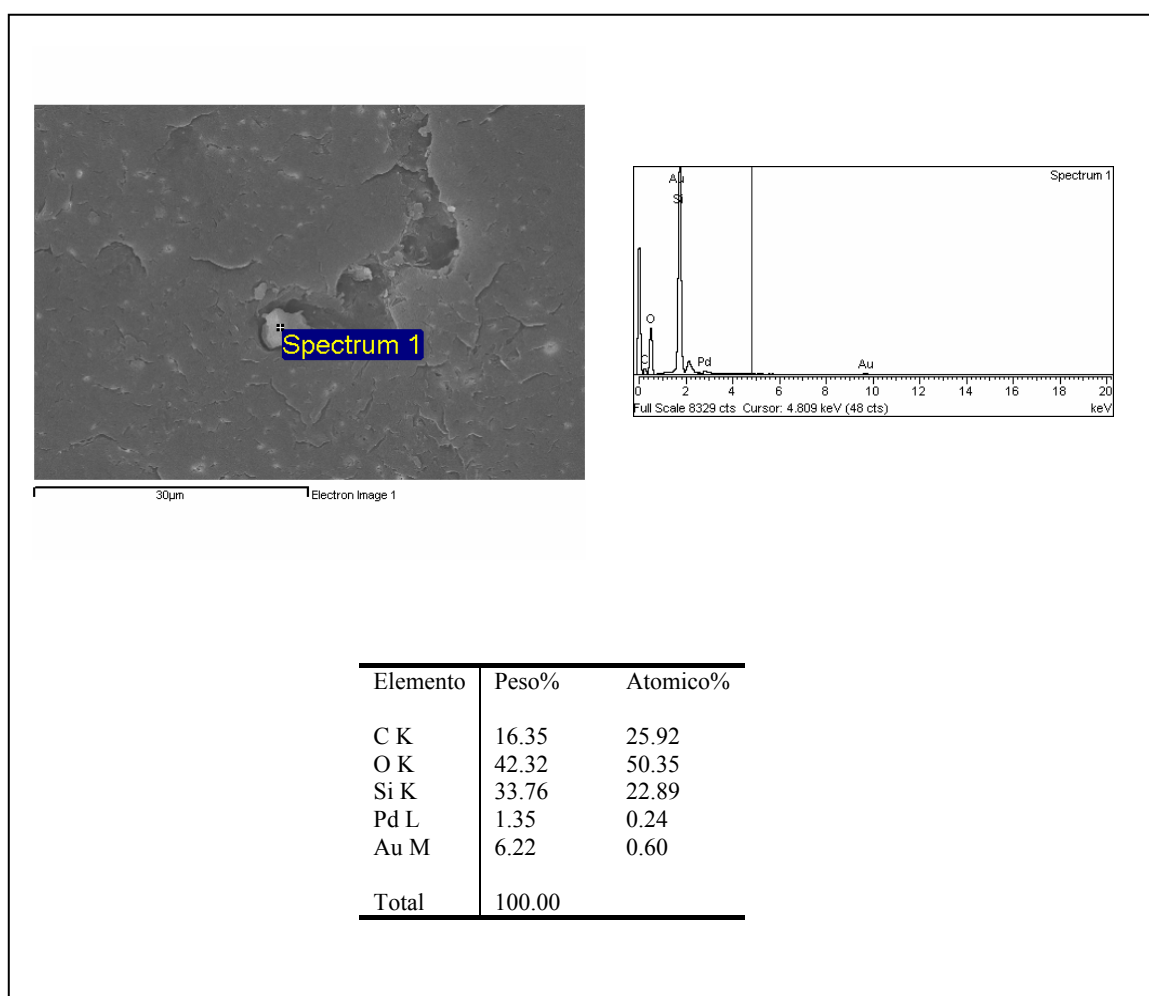 Spectrum 1
30µm Electron Image 1
Spectrum 1
Au
Si
O
C
Pd
Au
0 2 4 6 8 10 12 14 16 18 20
Full Scale 8329 cts Cursor: 4.809 keV (48 cts) keV
Elemento Peso% Atomico%
C K 16.35 25.92
O K 42.32 50.35
Si K 33.76 22.89
Pd L 1.35 0.24
Au M 6.22 0.60
Total 100.00